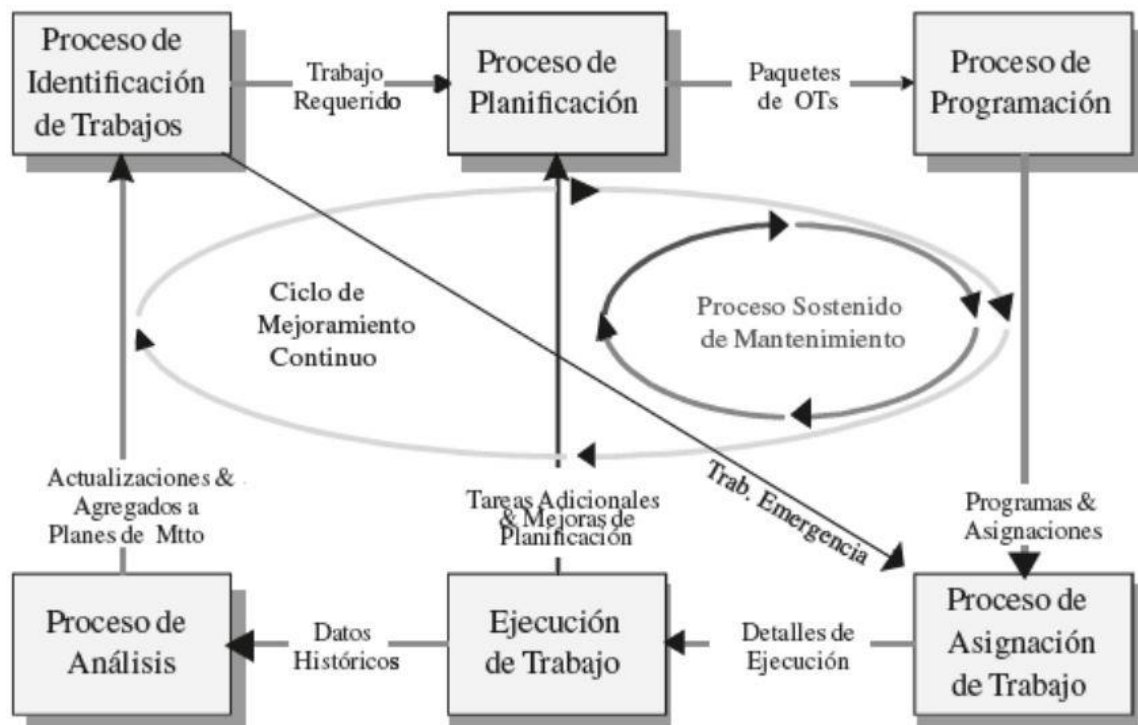 Proceso de
Identificación
de Trabajos
Trabajo
Requerido
Proceso de
Planificación
Paquetes
de OTs
Proceso de
Programación
Ciclo de
Mejoramiento
Continuo
Proceso Sostenido
de Mantenimiento
Actualizaciones &
Agregados a
Planes de Mtto
Tareas Adicionales
& Mejoras de
Planificación
Trab. Emergencia
Programas &
Asignaciones
Proceso de
Análisis
Datos
Históricos
Ejecución
de Trabajo
Detalles de
Ejecución
Proceso de
Asignación
de Trabajo